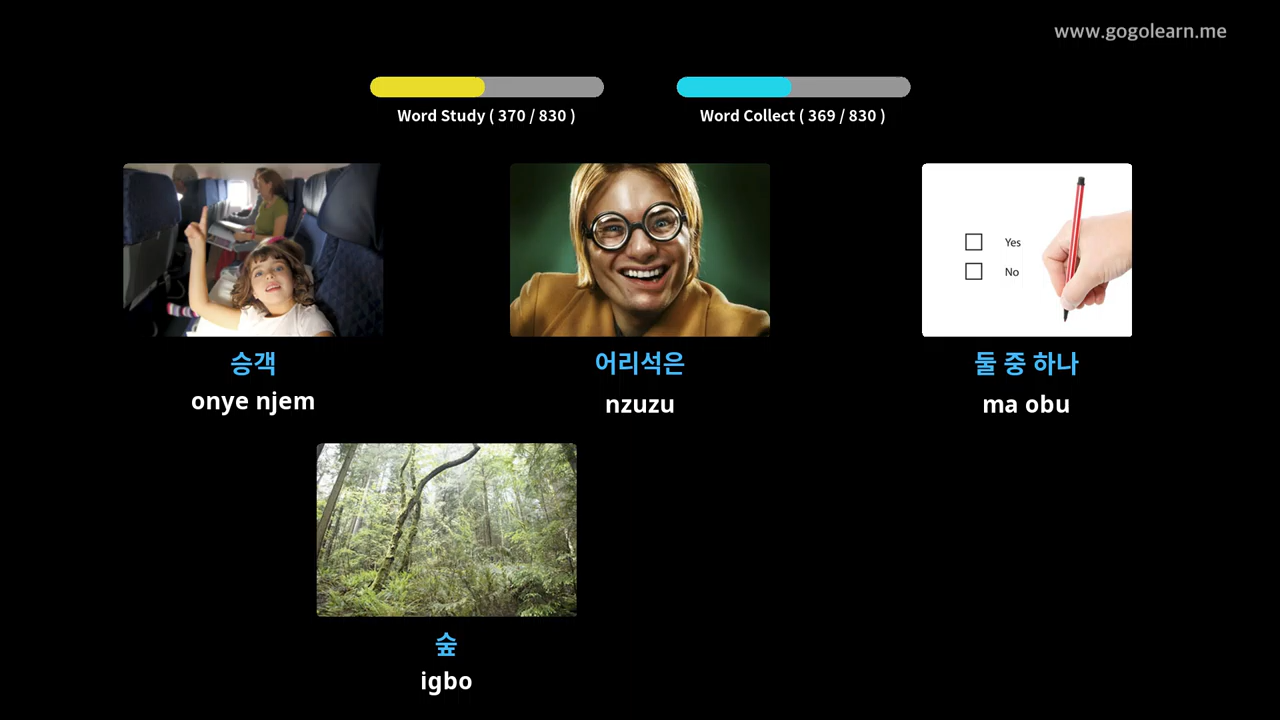 www.gogolearn.me
Word Study ( 370 / 830 )
Word Collect ( 369 / 830 )
Yes
No
승객
onye njem
어리석은
nzuzu
둘 중 하나
ma obu
숲
igbo